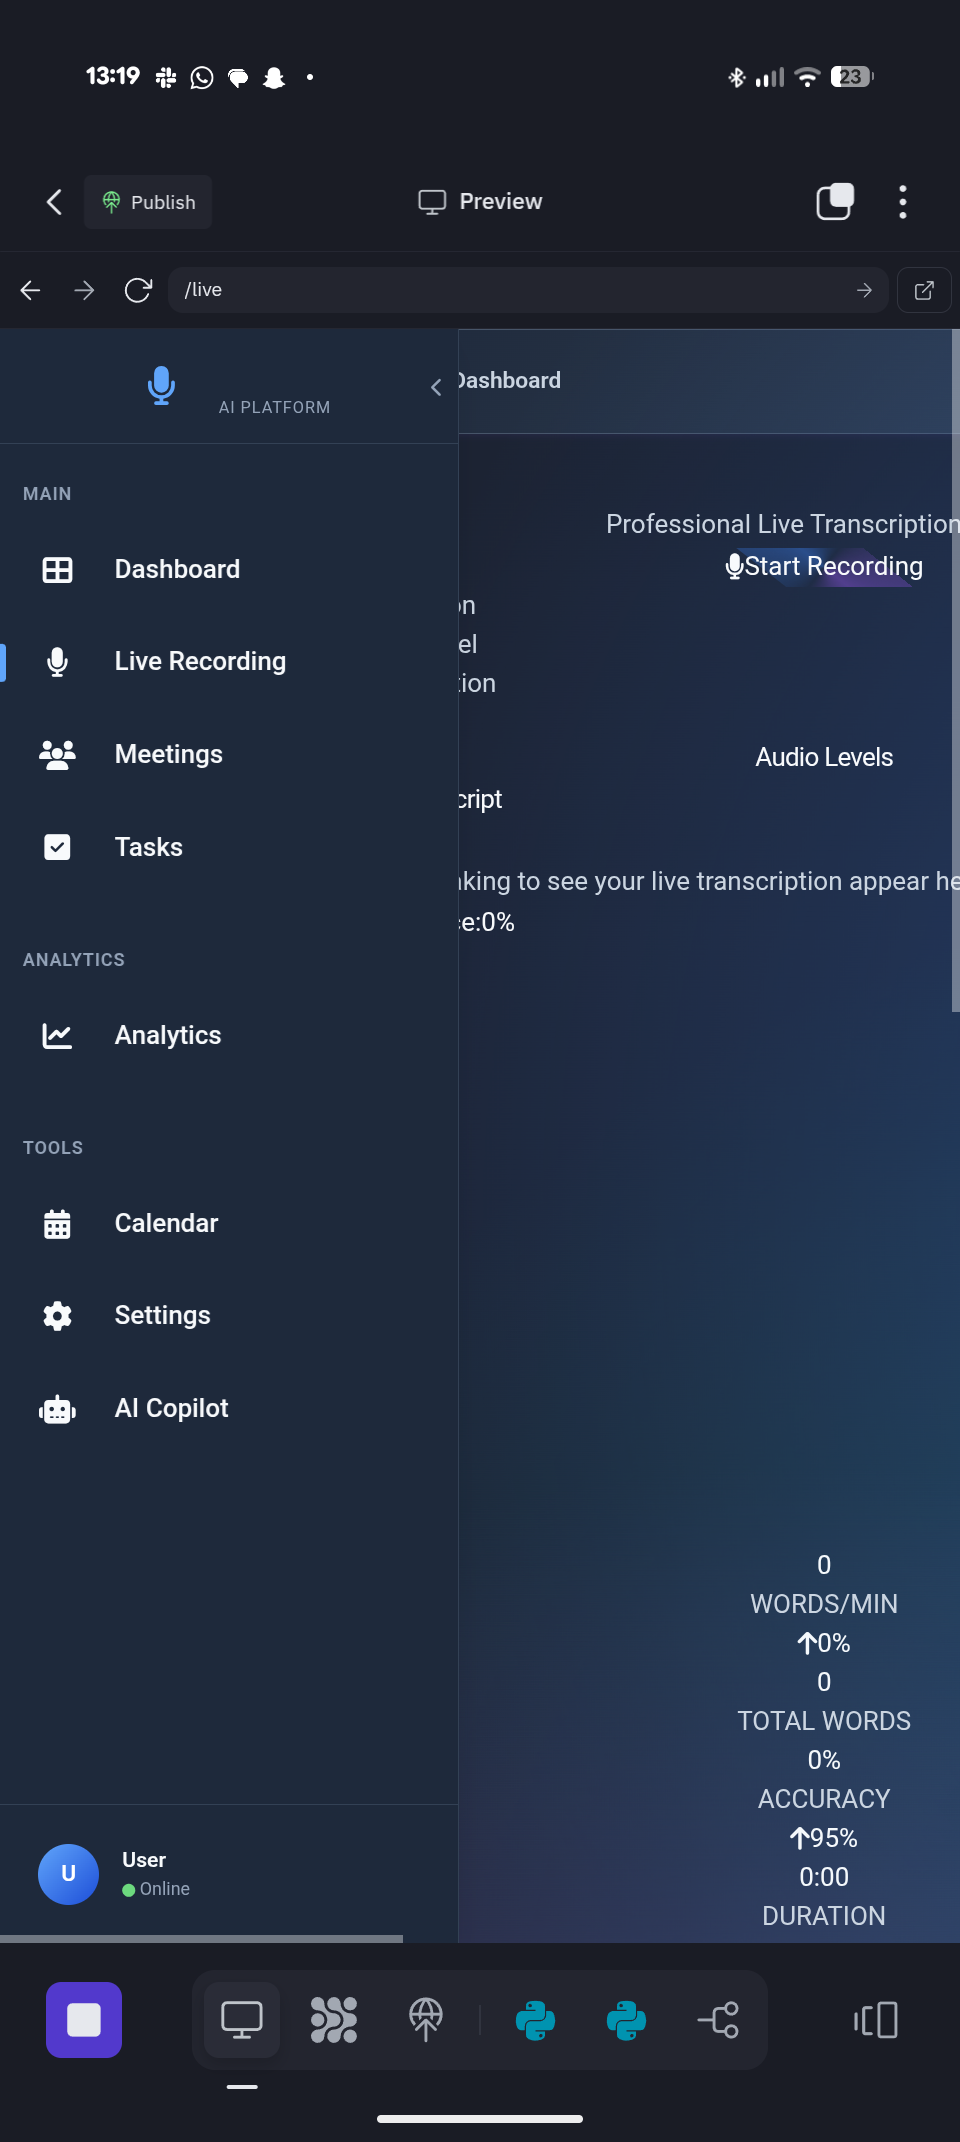 13:19
23
Publish
Preview
/live
AI PLATFORM
Dashboard
MAIN
Dashboard
Live Recording
Meetings
Tasks
ANALYTICS
Analytics
TOOLS
Calendar
Settings
AI Copilot
U
User
Online
Professional Live Transcription
Start Recording
on
el
tion
Audio Levels
cript
king to see your live transcription appear he
ce:0%
0
WORDS/MIN
0%
0
TOTAL WORDS
0%
ACCURACY
95%
0:00
DURATION